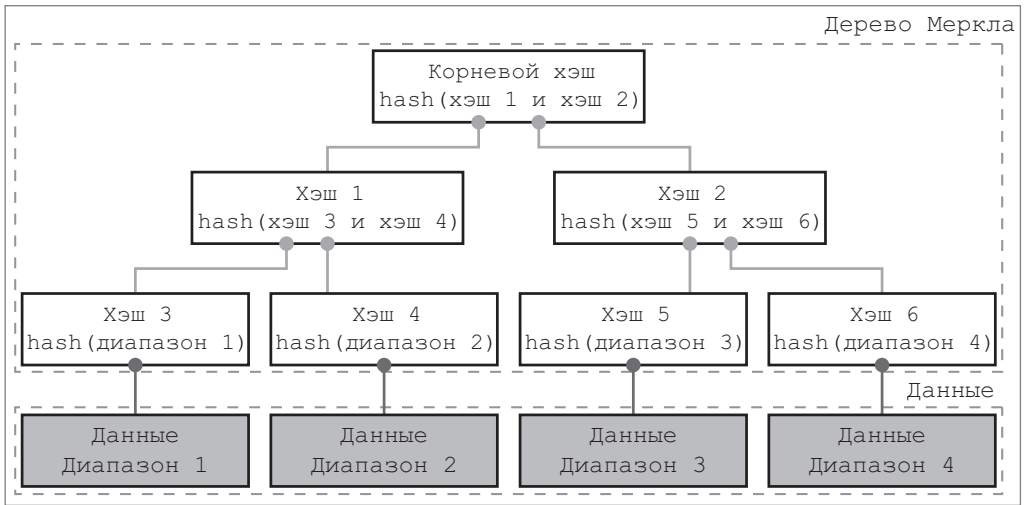 Дерево Меркла
Корневой хэш
hash(хэш 1 и хэш 2)
Хэш 1
hash(хэш 3 и хэш 4)
Хэш 2
hash(хэш 5 и хэш 6)
Хэш 3
hash(диапазон 1)
Хэш 4
hash(диапазон 2)
Хэш 5
hash(диапазон 3)
Хэш 6
hash(диапазон 4)
Данные
Данные
Диапазон 1
Данные
Диапазон 2
Данные
Диапазон 3
Данные
Диапазон 4